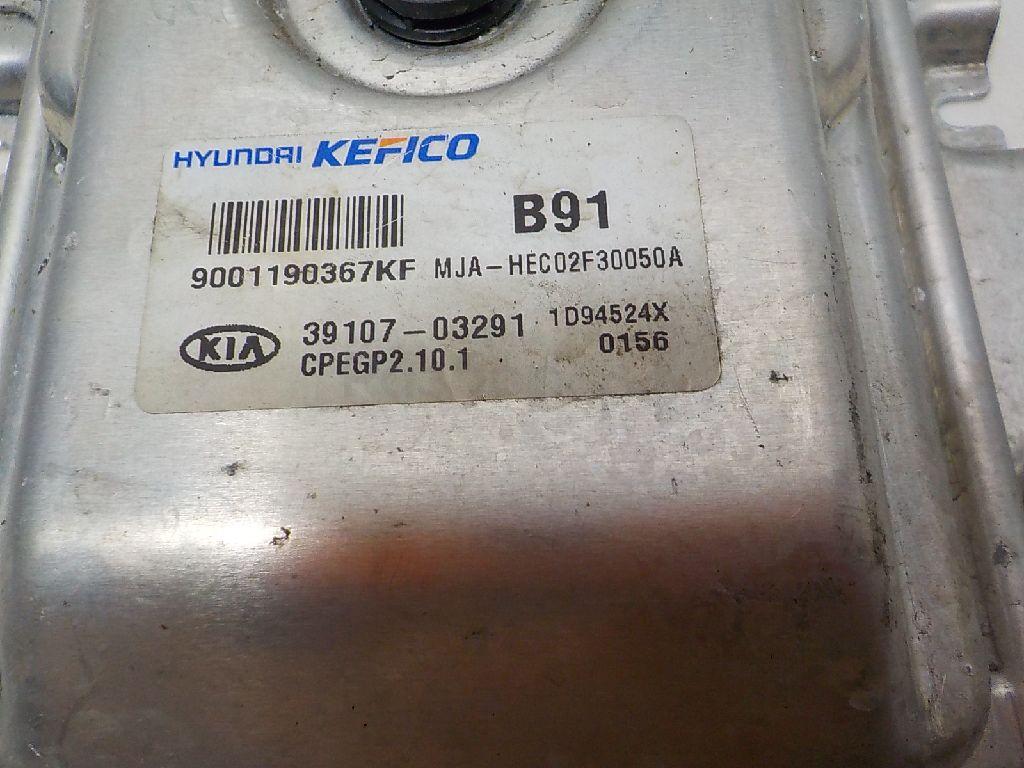 HYUNDAI KEFICO
B91
9001190367KF MJA-HEC02F30050A
KIA 39107-03291 1D94524X
CPEGP2.10.1 0156